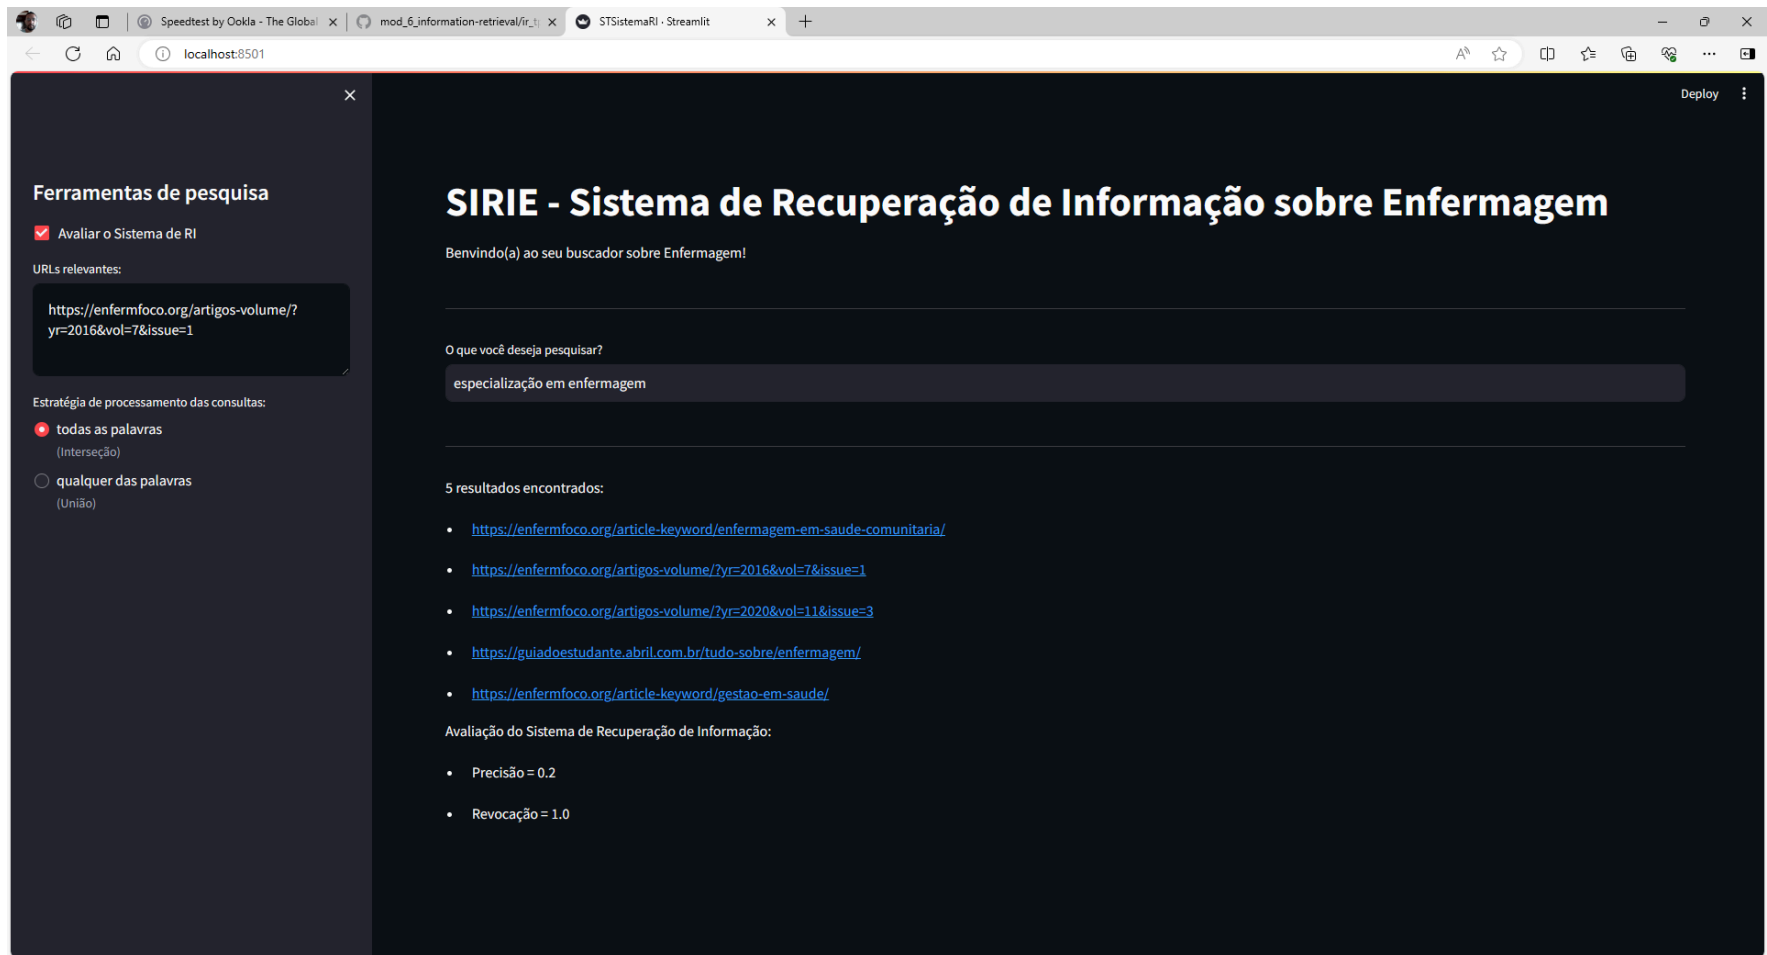 Speedtest by Ookla - The Global
mod_6_information-retrieval/ir_t
STSistemaRI · Streamlit
localhost:8501
Deploy
Ferramentas de pesquisa
Avaliar o Sistema de RI
URLs relevantes:
https://enfermfoco.org/artigos-volume/?
yr=2016&vol=7&issue=1
Estratégia de processamento das consultas:
todas as palavras
(Interseção)
qualquer das palavras
(União)
SIRIE - Sistema de Recuperação de Informação sobre Enfermagem
Benvindo(a) ao seu buscador sobre Enfermagem!
O que você deseja pesquisar?
especialização em enfermagem
5 resultados encontrados:
https://enfermfoco.org/article-keyword/enfermagem-em-saude-comunitaria/
https://enfermfoco.org/artigos-volume/?yr=2016&vol=7&issue=1
https://enfermfoco.org/artigos-volume/?yr=2020&vol=11&issue=3
https://guiadoestudante.abril.com.br/tudo-sobre/enfermagem/
https://enfermfoco.org/article-keyword/gestao-em-saude/
Avaliação do Sistema de Recuperação de Informação:
Precisão = 0.2
Revocação = 1.0